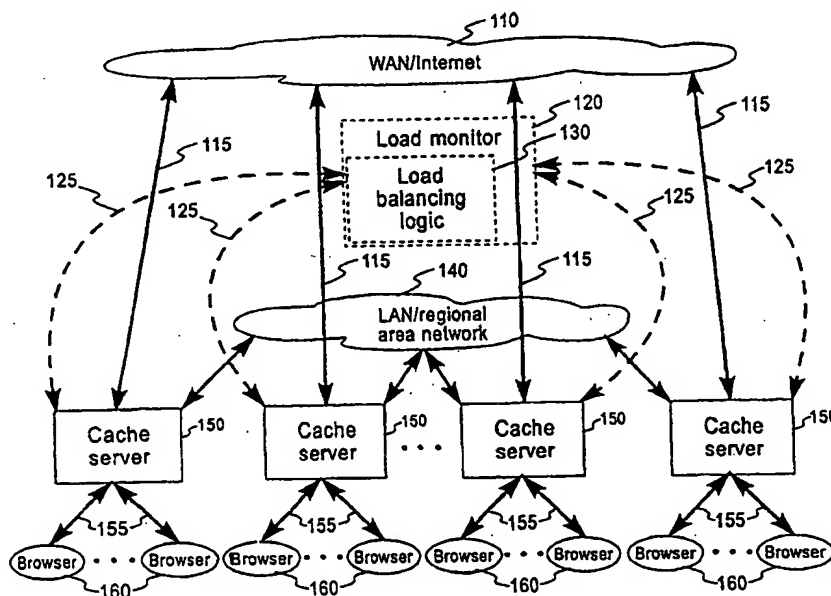 110
WAN/Internet
120
115
Load monitor
130
115
125
Load
balancing
logic
125
125
125
115
140
115
LAN/regional
area network
Cache
server
150
Cache
server
150
Cache
server
150
Cache
server
150
155
155
155
155
Browser
Browser
Browser
Browser
Browser
Browser
Browser
Browser
160
160
160
160